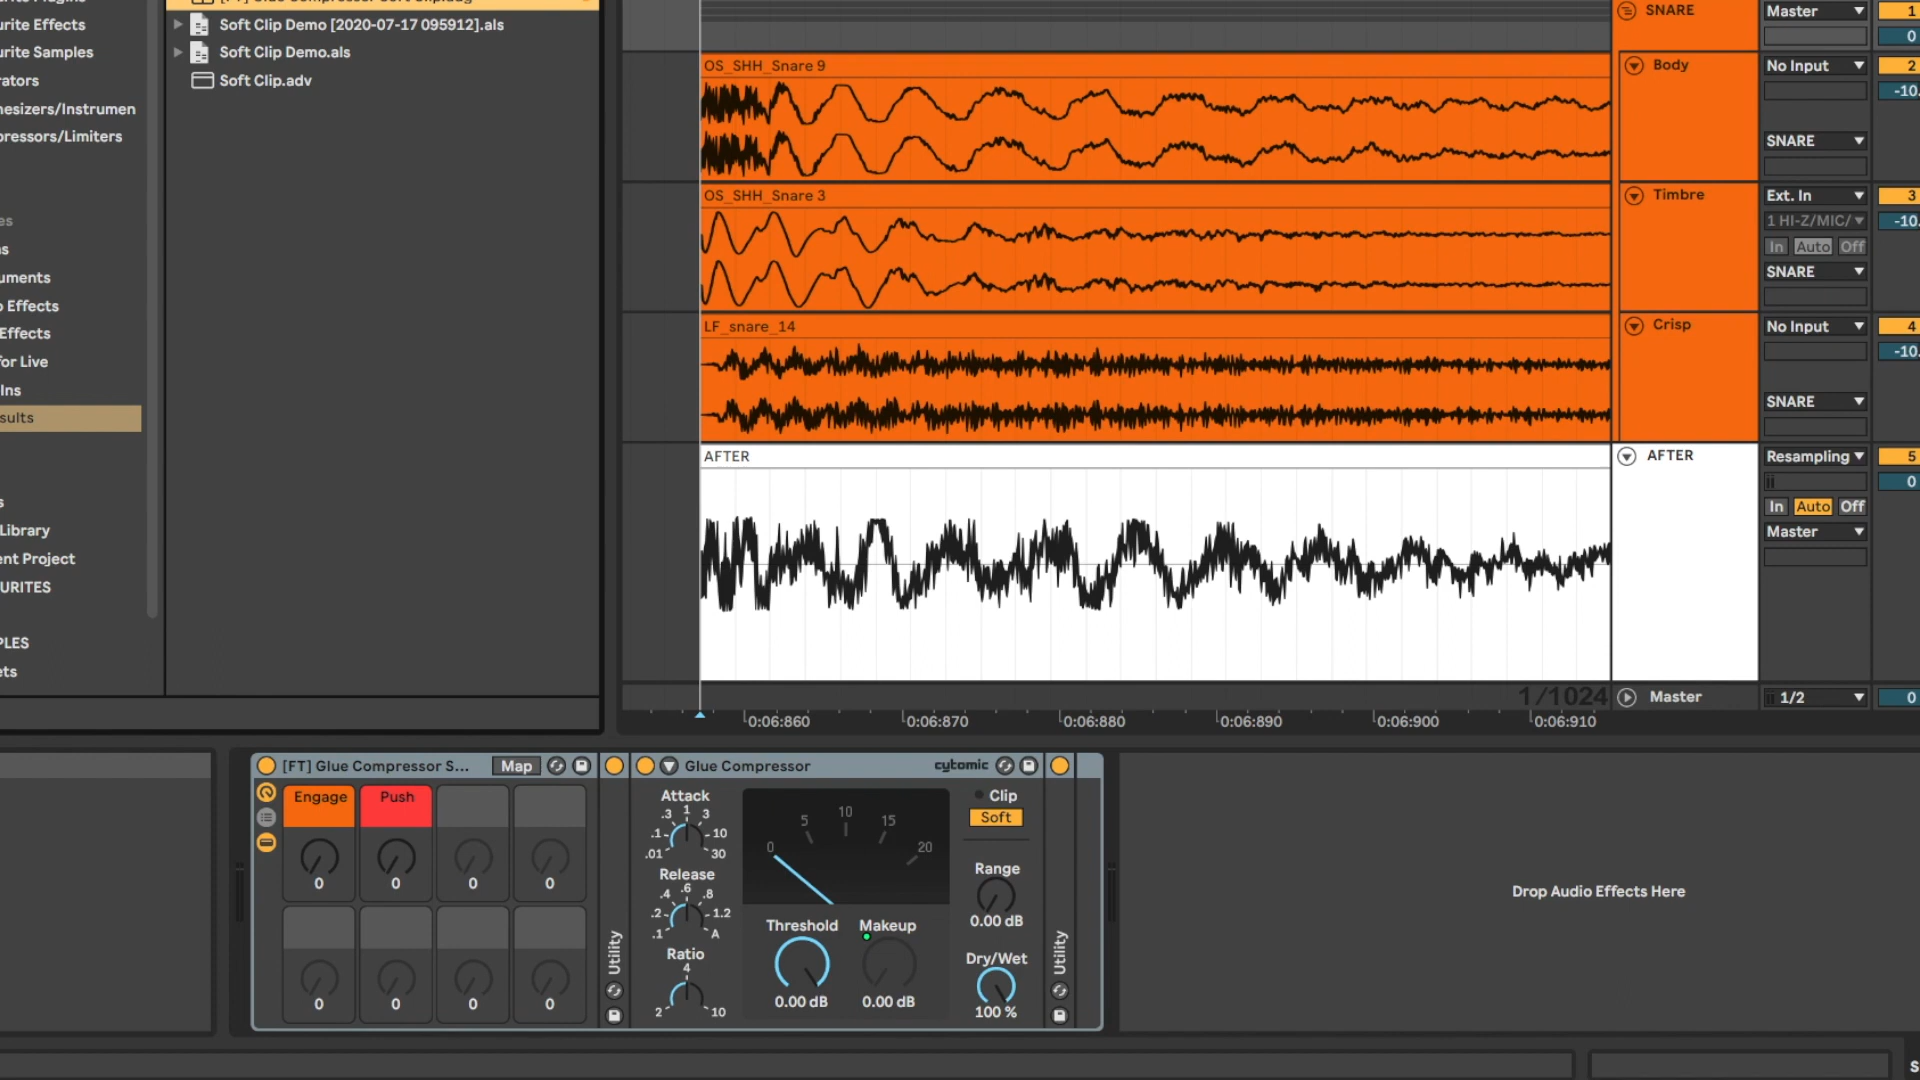 urite Effects
urite Samples
rators
hesizers/Instrumen
pressors/Limiters
es
s
uments
o Effects
Effects
for Live
Ins
sults
s
Library
ent Project
URITES
PLES
ets
Soft Clip Demo [2020-07-17 095912].als
Soft Clip Demo.als
Soft Clip.adv
OS_SHH_Snare 9
OS_SHH_Snare 3
LF_snare_14
AFTER
1/1024
0:06:860 0:06:870 0:06:880 0:06:890 0:06:900 0:06:910
SNARE Master 1
0
Body No Input 2
-10.
SNARE
Timbre Ext. In 3
1 HI-Z/MIC/ -10.
In Auto Off
SNARE
Crisp No Input 4
-10.
SNARE
AFTER Resampling 5
0
In Auto Off
Master
Master 1/2 0
[FT] Glue Compressor S... Map
Engage Push
0 0 0 0
0 0 0 0
Utility
Glue Compressor cytomic
Attack
.01 .1 .3 1 3 10 30
Release
.1 .2 .4 .6 .8 1.2 A
Ratio
2 4 10
0 5 10 15 20
Threshold Makeup
0.00 dB 0.00 dB
Clip
Soft
Range
0.00 dB
Dry/Wet
100 %
Utility
Drop Audio Effects Here
S